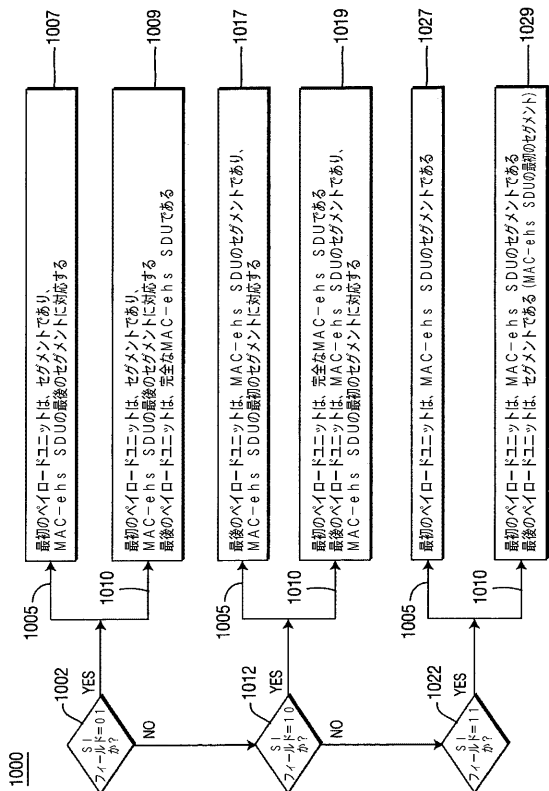 1000
1002
SI
フィールド=01
か?
YES
NO
1005
最初のペイロードユニットは、セグメントであり、
MAC-ehs SDUの最後のセグメントに対応する
1007
1010
最初のペイロードユニットは、セグメントであり、
MAC-ehs SDUの最後のセグメントに対応する
最後のペイロードユニットは、完全なMAC-ehs SDUである
1009
1012
SI
フィールド=10
か?
YES
NO
1005
最後のペイロードユニットは、MAC-ehs SDUのセグメントであり、
MAC-ehs SDUの最初のセグメントに対応する
1017
1010
最初のペイロードユニットは、完全なMAC-ehs SDUである
最後のペイロードユニットは、MAC-ehs SDUのセグメントであり、
MAC-ehs SDUの最初のセグメントに対応する
1019
1022
SI
フィールド=11
か?
YES
1005
最初のペイロードユニットは、MAC-ehs SDUのセグメントである
1027
1010
最初のペイロードユニットは、MAC-ehs SDUのセグメントである
最後のペイロードユニットは、セグメントである(MAC-ehs SDUの最初のセグメント)
1029